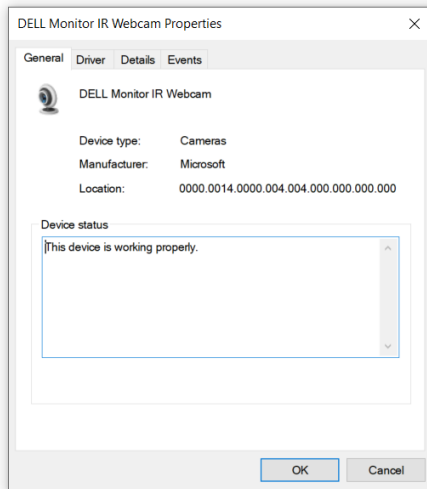 DELL Monitor IR Webcam Properties
General Driver Details Events
DELL Monitor IR Webcam
Device type: Cameras
Manufacturer: Microsoft
Location: 0000.0014.0000.004.004.000.000.000.000
Device status
This device is working properly.
OK Cancel